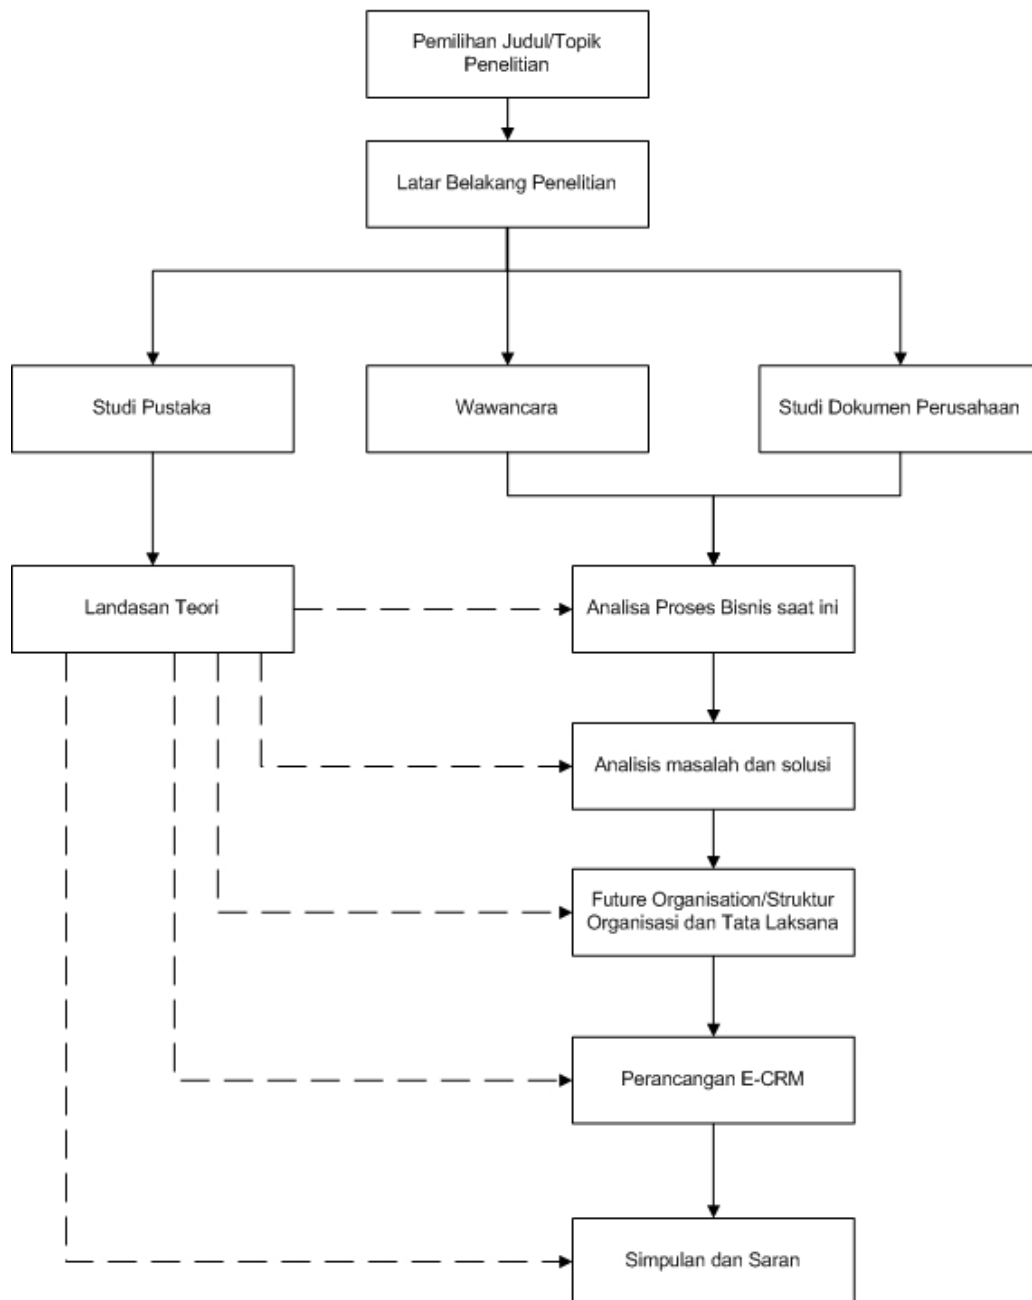 Pemilihan Judul/Topik
Penelitian
Latar Belakang Penelitian
Studi Pustaka
Wawancara
Studi Dokumen Perusahaan
Landasan Teori
Analisa Proses Bisnis saat ini
Analisis masalah dan solusi
Future Organisation/Struktur
Organisasi dan Tata Laksana
Perancangan E-CRM
Simpulan dan Saran